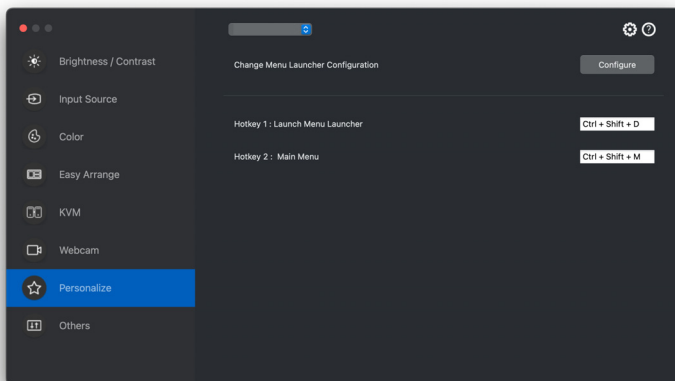 Brightness / Contrast
Input Source
Color
Easy Arrange
KVM
Webcam
Personalize
Others
Change Menu Launcher Configuration
Configure
Hotkey 1 : Launch Menu Launcher
Ctrl + Shift + D
Hotkey 2 : Main Menu
Ctrl + Shift + M